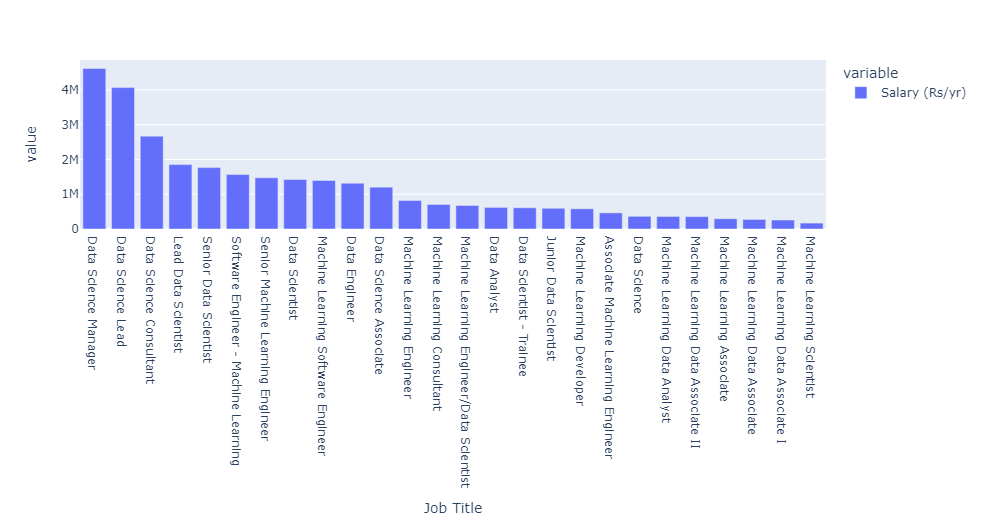 variable
Salary (Rs/yr)
value
4M
3M
2M
1M
0
Data Science Manager
Data Science Lead
Data Science Consultant
Lead Data Scientist
Senior Data Scientist
Software Engineer - Machine Learning
Senior Machine Learning Engineer
Data Scientist
Machine Learning Software Engineer
Data Engineer
Data Science Associate
Machine Learning Engineer
Machine Learning Consultant
Machine Learning Engineer/Data Scientist
Data Analyst
Data Scientist - Trainee
Junior Data Scientist
Machine Learning Developer
Associate Machine Learning Engineer
Data Science
Machine Learning Data Analyst
Machine Learning Data Associate II
Machine Learning Associate
Machine Learning Data Associate
Machine Learning Data Associate I
Machine Learning Scientist
Job Title